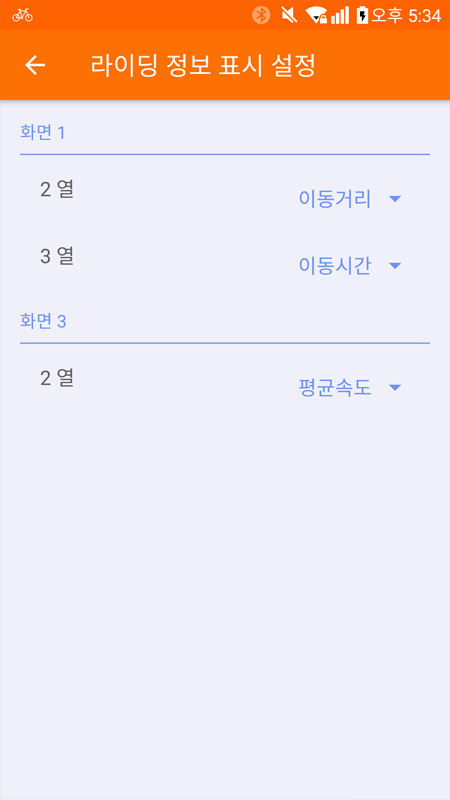 오후 5:34
라이딩 정보 표시 설정
화면 1
2 열
이동거리
3 열
이동시간
화면 3
2 열
평균속도